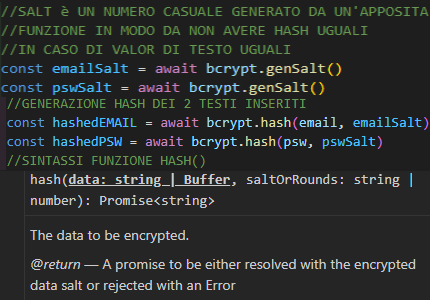 //SALT è UN NUMERO CASUALE GENERATO DA UN'APPOSITA
//FUNZIONE IN MODO DA NON AVERE HASH UGUALI
//IN CASO DI VALOR DI TESTO UGUALI
const emailSalt = await bcrypt.genSalt()
const pswSalt = await bcrypt.genSalt()
//GENERAZIONE HASH DEI 2 TESTI INSERITI
const hashedEMAIL = await bcrypt.hash(email, emailSalt)
const hashedPSW = await bcrypt.hash(psw, pswSalt)
//SINTASSI FUNZIONE HASH()
hash(data: string | Buffer, saltOrRounds: string |
number): Promise<string>
The data to be encrypted.
@return — A promise to be either resolved with the encrypted
data salt or rejected with an Error